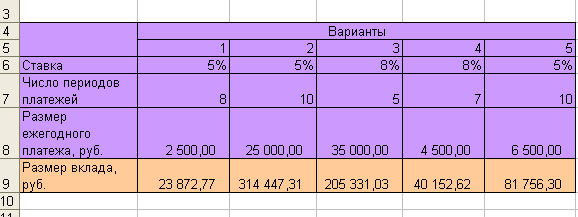 3
4 Варианты
5 1 2 3 4 5
6 Ставка 5% 5% 8% 8% 5%
Число периодов
7 платежей 8 10 5 7 10
Размер
ежегодного
8 платежа, руб. 2 500,00 25 000,00 35 000,00 4 500,00 6 500,00
Размер вклада,
9 руб. 23 872,77 314 447,31 205 331,03 40 152,62 81 756,30
10
11